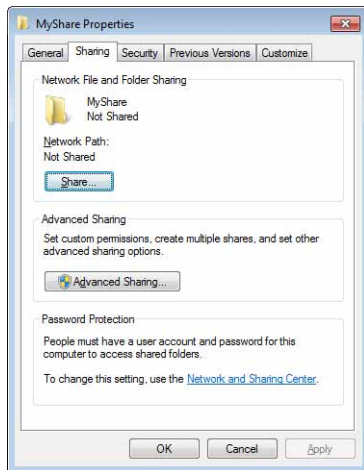 MyShare Properties
General Sharing Security Previous Versions Customize
Network File and Folder Sharing
MyShare
Not Shared
Network Path:
Not Shared
Share...
Advanced Sharing
Set custom permissions, create multiple shares, and set other
advanced sharing options.
Advanced Sharing...
Password Protection
People must have a user account and password for this
computer to access shared folders.
To change this setting, use the Network and Sharing Center.
OK Cancel Apply